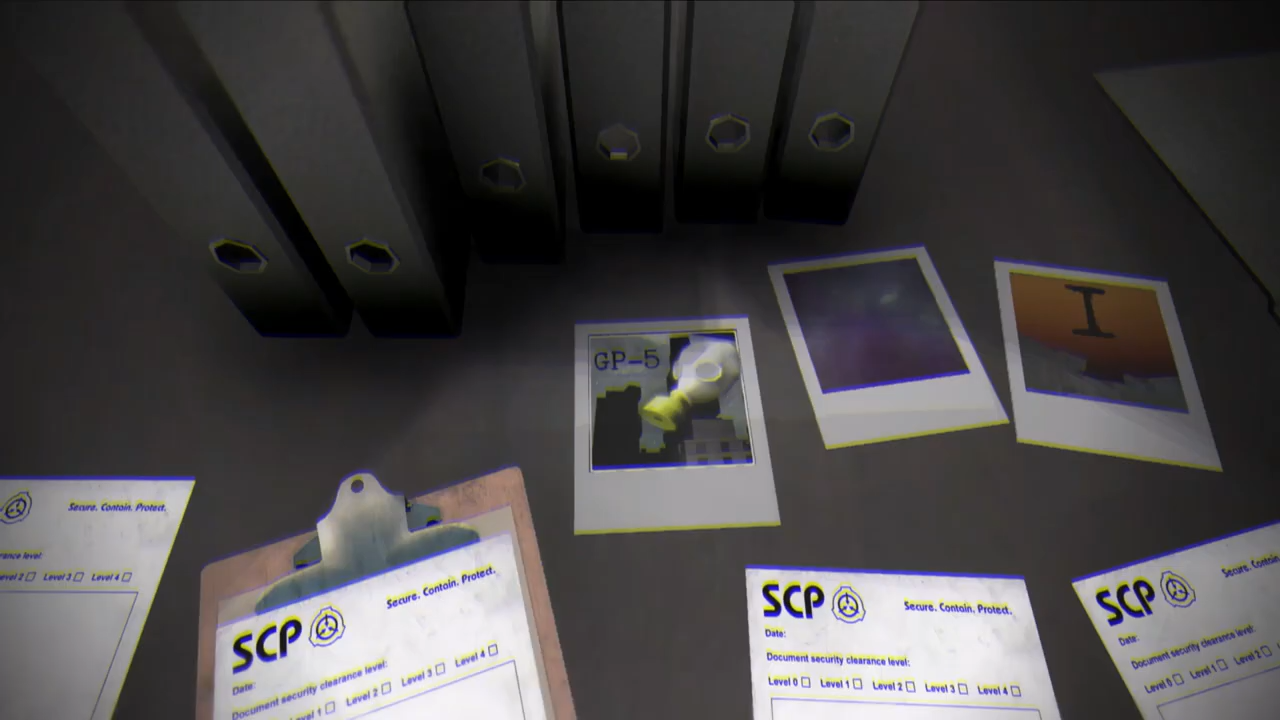 GP-5
I
Secure. Contain. Protect.
clearance level:
Level 2 Level 3 Level 4
SCP
Secure. Contain. Protect.
Date:
Document security clearance level:
Level 1 Level 2 Level 3 Level 4
SCP
Secure. Contain. Protect.
Date:
Document security clearance level:
Level 0 Level 1 Level 2 Level 3 Level 4
SCP
Secure. Contain.
Date:
Document security clearance level:
Level 0 Level 1 Level 2